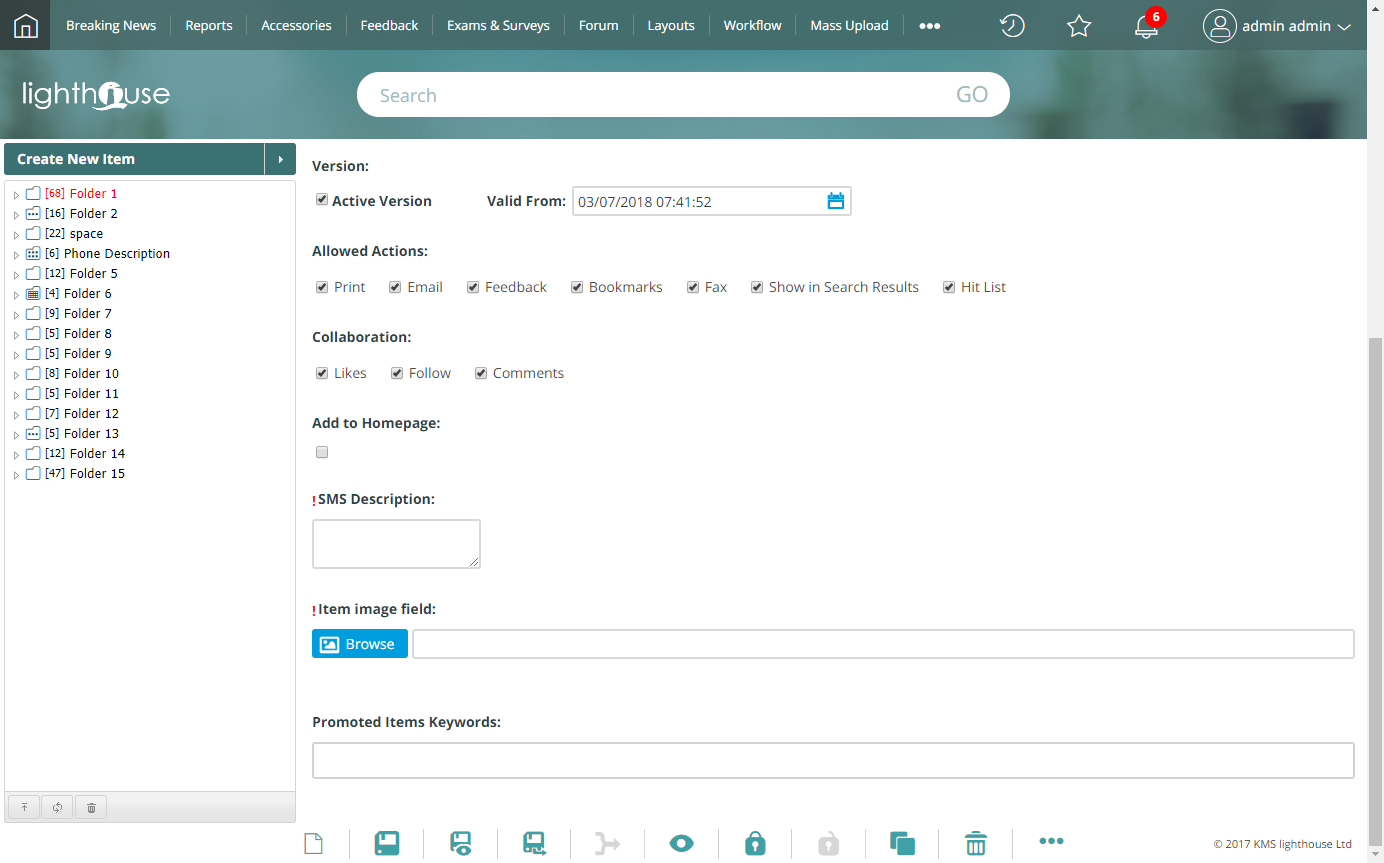 Breaking News Reports Accessories Feedback Exams & Surveys Forum Layouts Workflow Mass Upload ••• 6 admin admin
lighthouse Search GO
Create New Item
[68] Folder 1
[16] Folder 2
[22] space
[6] Phone Description
[12] Folder 5
[4] Folder 6
[9] Folder 7
[5] Folder 8
[5] Folder 9
[8] Folder 10
[5] Folder 11
[7] Folder 12
[5] Folder 13
[12] Folder 14
[47] Folder 15
Version:
Active Version Valid From: 03/07/2018 07:41:52
Allowed Actions:
Print Email Feedback Bookmarks Fax Show in Search Results Hit List
Collaboration:
Likes Follow Comments
Add to Homepage:
! SMS Description:
! Item image field:
Browse
Promoted Items Keywords:
© 2017 KMS lighthouse Ltd